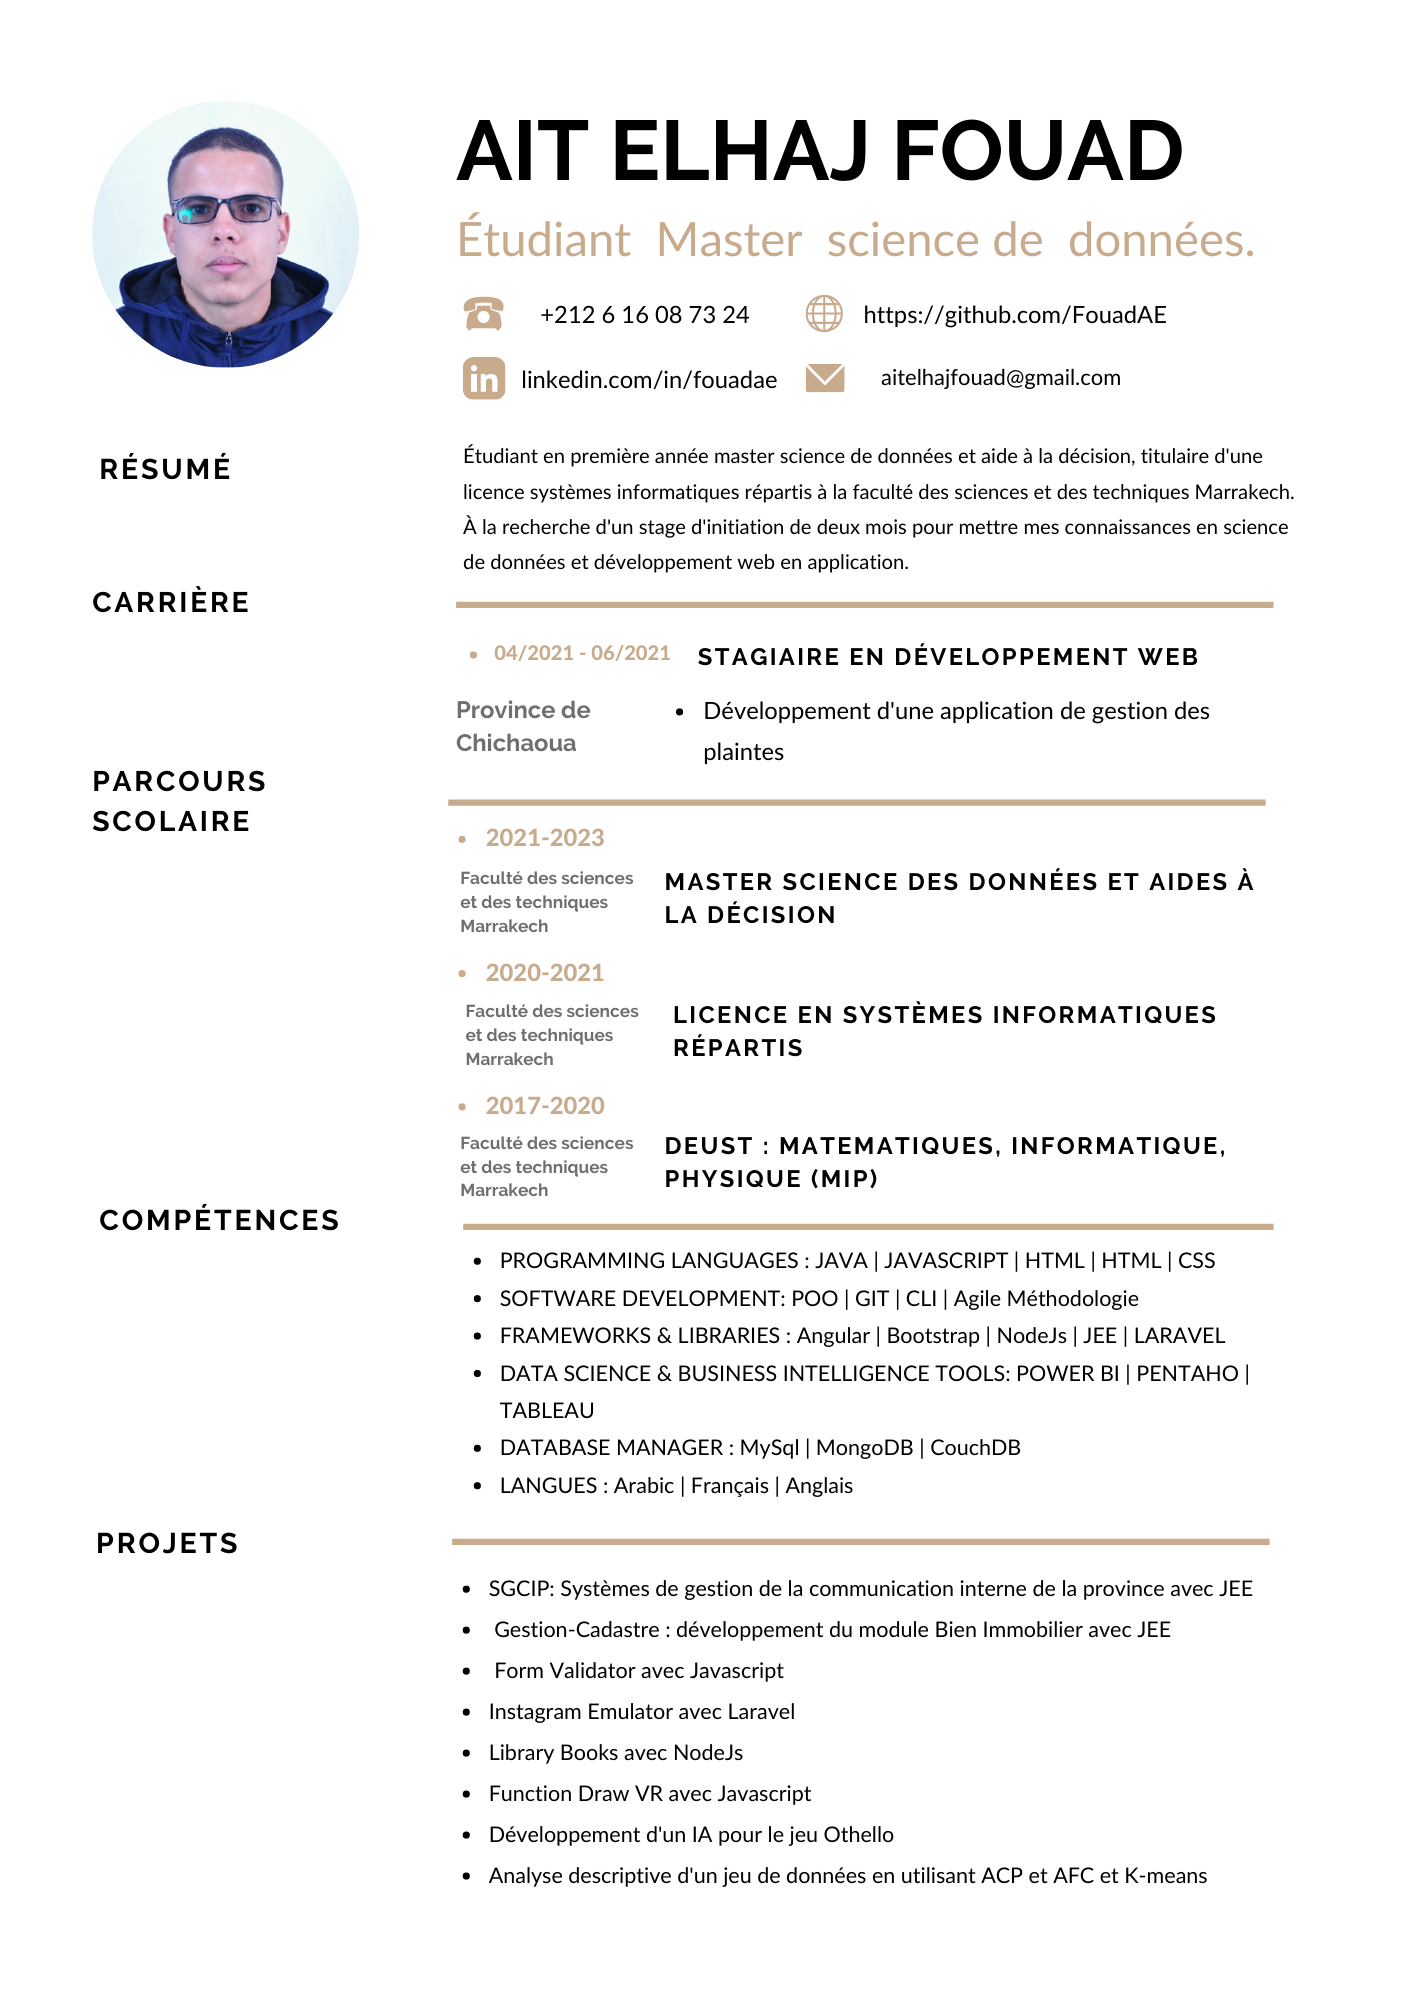 AIT ELHAJ FOUAD
Étudiant Master science de données.
+212 6 16 08 73 24
https://github.com/FouadAE
linkedin.com/in/fouadae
aitelhajfouad@gmail.com
RÉSUMÉ
Étudiant en première année master science de données et aide à la décision, titulaire d'une
licence systèmes informatiques répartis à la faculté des sciences et des techniques Marrakech.
À la recherche d'un stage d'initiation de deux mois pour mettre mes connaissances en science
de données et développement web en application.
CARRIÈRE
• 04/2021 - 06/2021
STAGIAIRE EN DÉVELOPPEMENT WEB
Province de
Chichaoua
• Développement d'une application de gestion des
plaintes
PARCOURS
SCOLAIRE
• 2021-2023
Faculté des sciences
et des techniques
Marrakech
MASTER SCIENCE DES DONNÉES ET AIDES À
LA DÉCISION
• 2020-2021
Faculté des sciences
et des techniques
Marrakech
LICENCE EN SYSTÈMES INFORMATIQUES
RÉPARTIS
• 2017-2020
Faculté des sciences
et des techniques
Marrakech
DEUST : MATEMATIQUES, INFORMATIQUE,
PHYSIQUE (MIP)
COMPÉTENCES
• PROGRAMMING LANGUAGES : JAVA | JAVASCRIPT | HTML | HTML | CSS
• SOFTWARE DEVELOPMENT: POO | GIT | CLI | Agile Méthodologie
• FRAMEWORKS & LIBRARIES : Angular | Bootstrap | NodeJs | JEE | LARAVEL
• DATA SCIENCE & BUSINESS INTELLIGENCE TOOLS: POWER BI | PENTAHO |
TABLEAU
• DATABASE MANAGER : MySql | MongoDB | CouchDB
• LANGUES : Arabic | Français | Anglais
PROJETS
• SGCIP: Systèmes de gestion de la communication interne de la province avec JEE
• Gestion-Cadastre : développement du module Bien Immobilier avec JEE
• Form Validator avec Javascript
• Instagram Emulator avec Laravel
• Library Books avec NodeJs
• Function Draw VR avec Javascript
• Développement d'un IA pour le jeu Othello
• Analyse descriptive d'un jeu de données en utilisant ACP et AFC et K-means